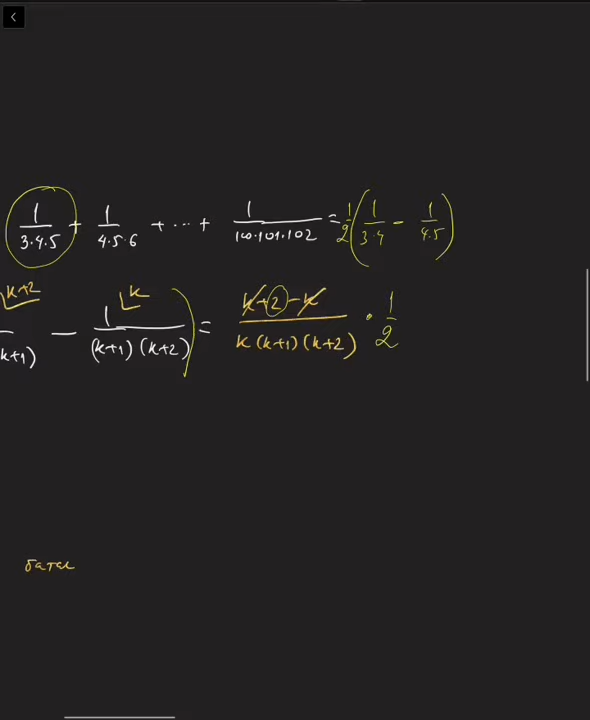 1/(3·4·5) + 1/(4·5·6) + ... + 1/(100·101·102) = 1/2 (1/(3·4) - 1/(4·5))
k+2 k
k+1) - 1/((k+1)(k+2)) ) = (k+2-k)/(k(k+1)(k+2)) · 1/2
батас